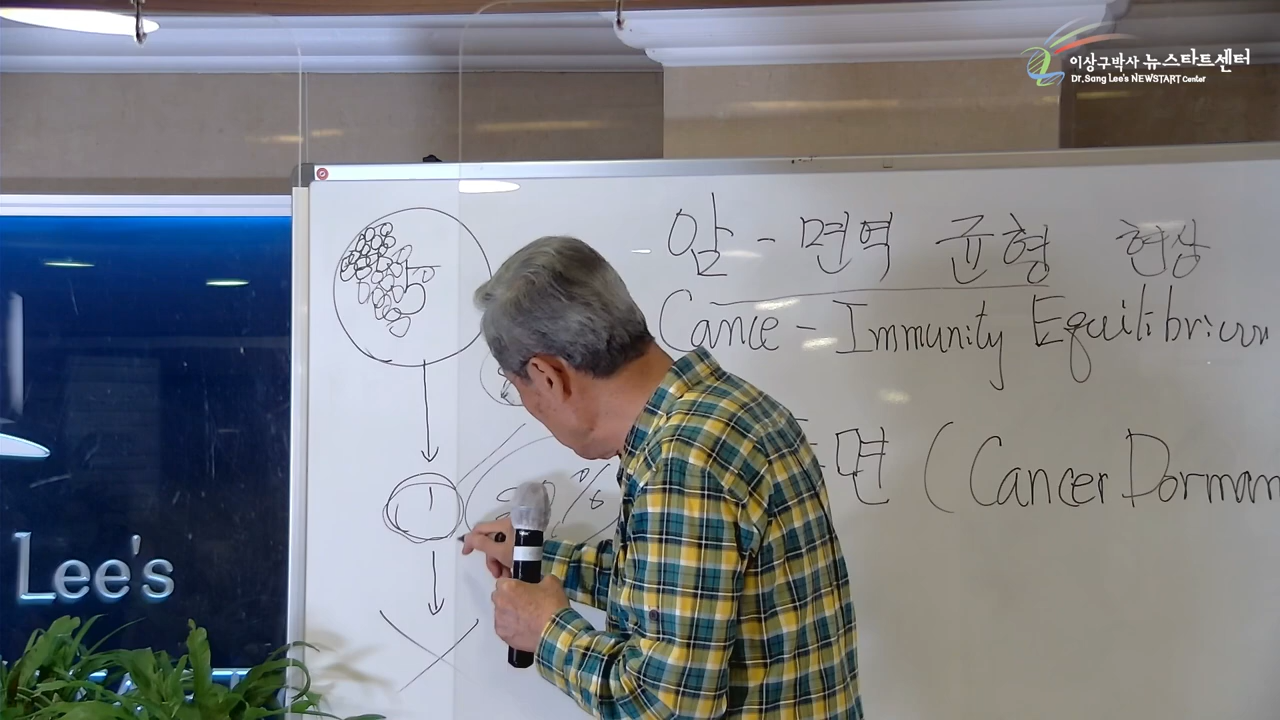 이상구박사 뉴스타트센터
Dr. Sang Lee's NEWSTART Center
암 - 면역 균형 현상
Cance - Immunity Equilibrium
면 (Cancer Dorman
50 %
Lee's